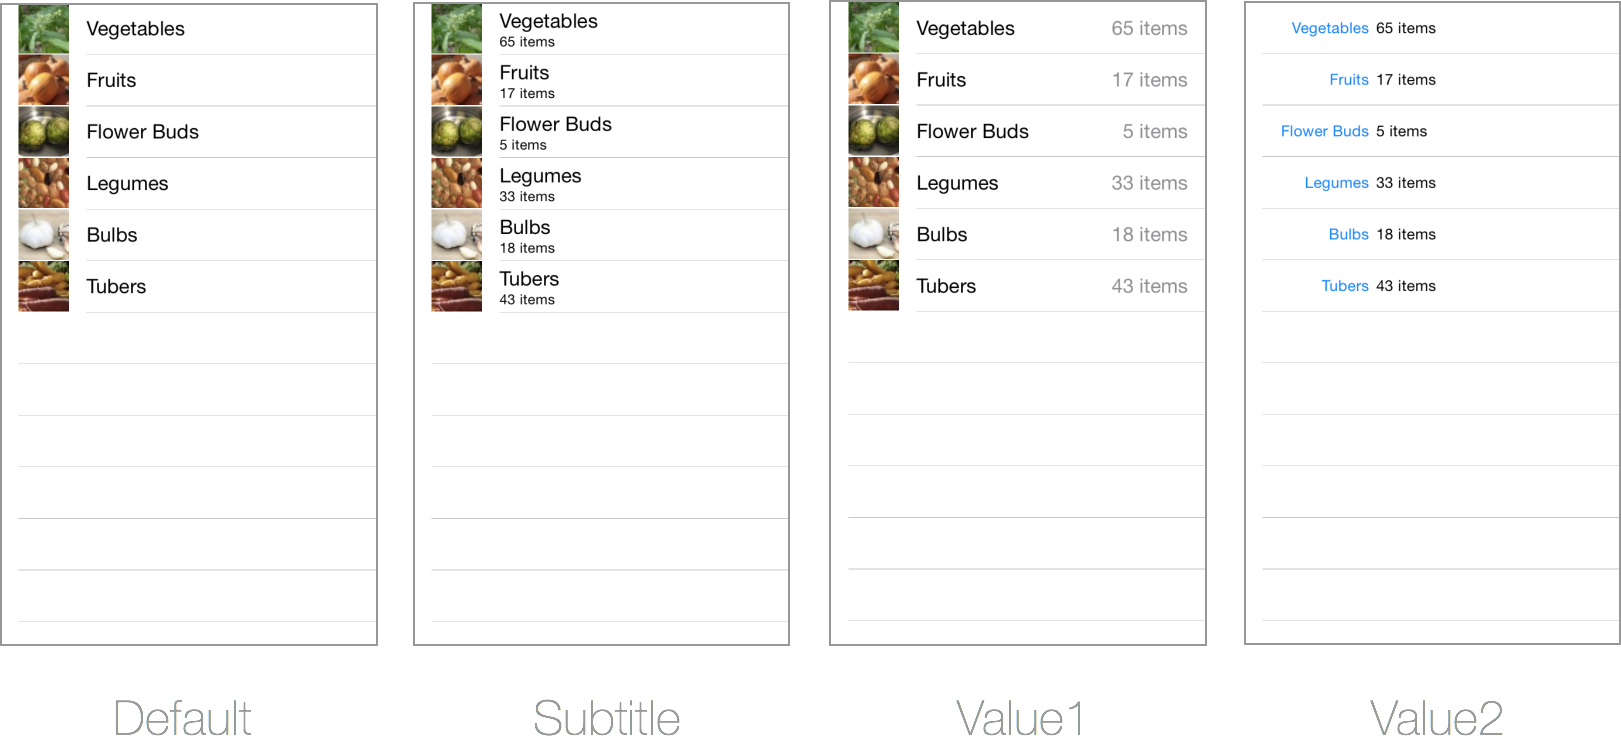 Vegetables
Fruits
Flower Buds
Legumes
Bulbs
Tubers
Default
Vegetables
65 items
Fruits
17 items
Flower Buds
5 items
Legumes
33 items
Bulbs
18 items
Tubers
43 items
Subtitle
Vegetables 65 items
Fruits 17 items
Flower Buds 5 items
Legumes 33 items
Bulbs 18 items
Tubers 43 items
Value1
Vegetables 65 items
Fruits 17 items
Flower Buds 5 items
Legumes 33 items
Bulbs 18 items
Tubers 43 items
Value2